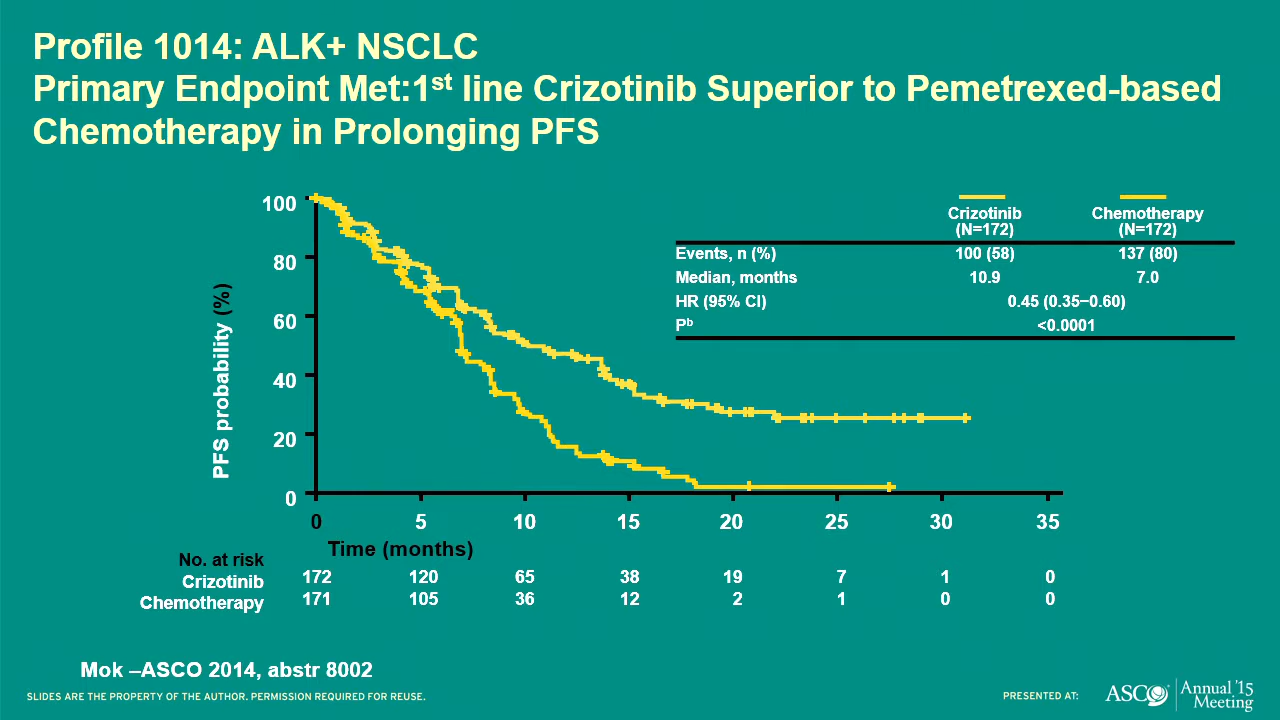 Profile 1014: ALK+ NSCLC
Primary Endpoint Met:1st line Crizotinib Superior to Pemetrexed-based
Chemotherapy in Prolonging PFS
Crizotinib Chemotherapy
(N=172) (N=172)
Events, n (%) 100 (58) 137 (80)
Median, months 10.9 7.0
HR (95% CI) 0.45 (0.35–0.60)
Pb <0.0001
PFS probability (%)
100
80
60
40
20
0
0 5 10 15 20 25 30 35
Time (months)
No. at risk
Crizotinib 172 120 65 38 19 7 1 0
Chemotherapy 171 105 36 12 2 1 0 0
Mok –ASCO 2014, abstr 8002
SLIDES ARE THE PROPERTY OF THE AUTHOR. PERMISSION REQUIRED FOR REUSE.
PRESENTED AT:
ASCO
Annual '15
Meeting